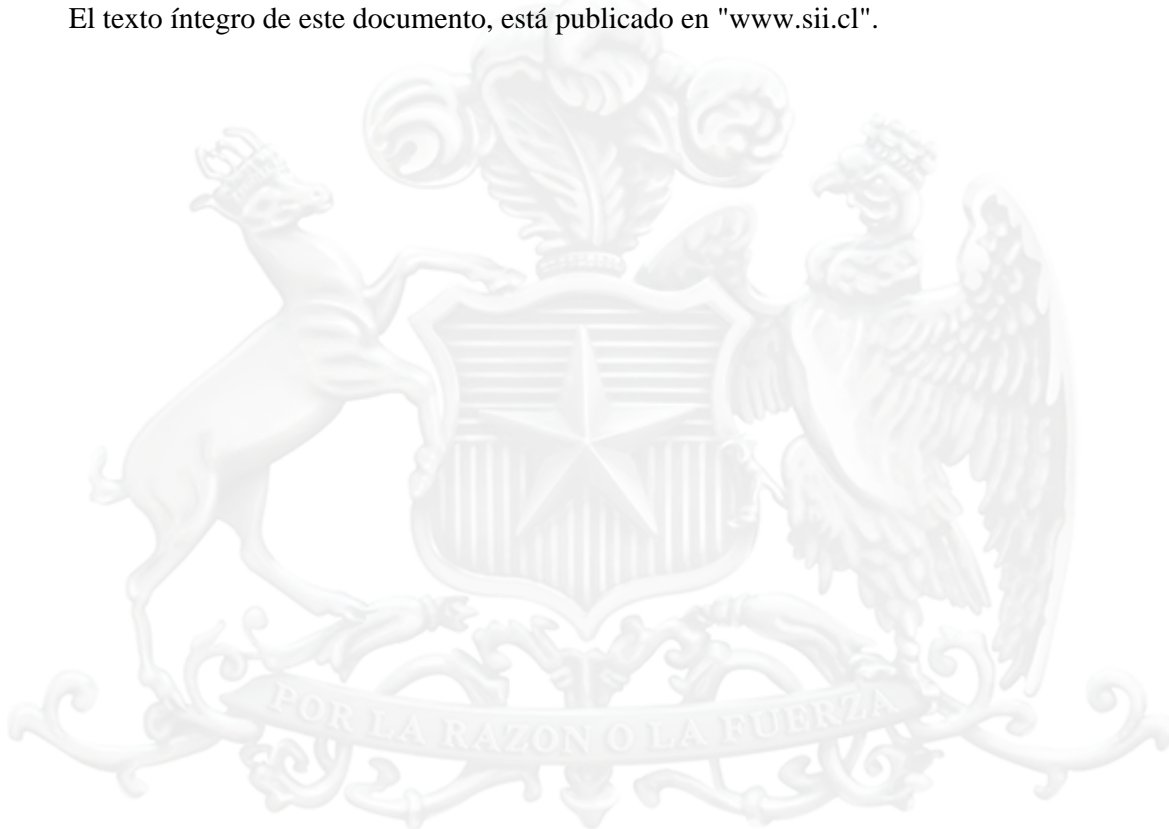 El texto íntegro de este documento, está publicado en "www.sii.cl".
POR LA RAZON O LA FUERZA